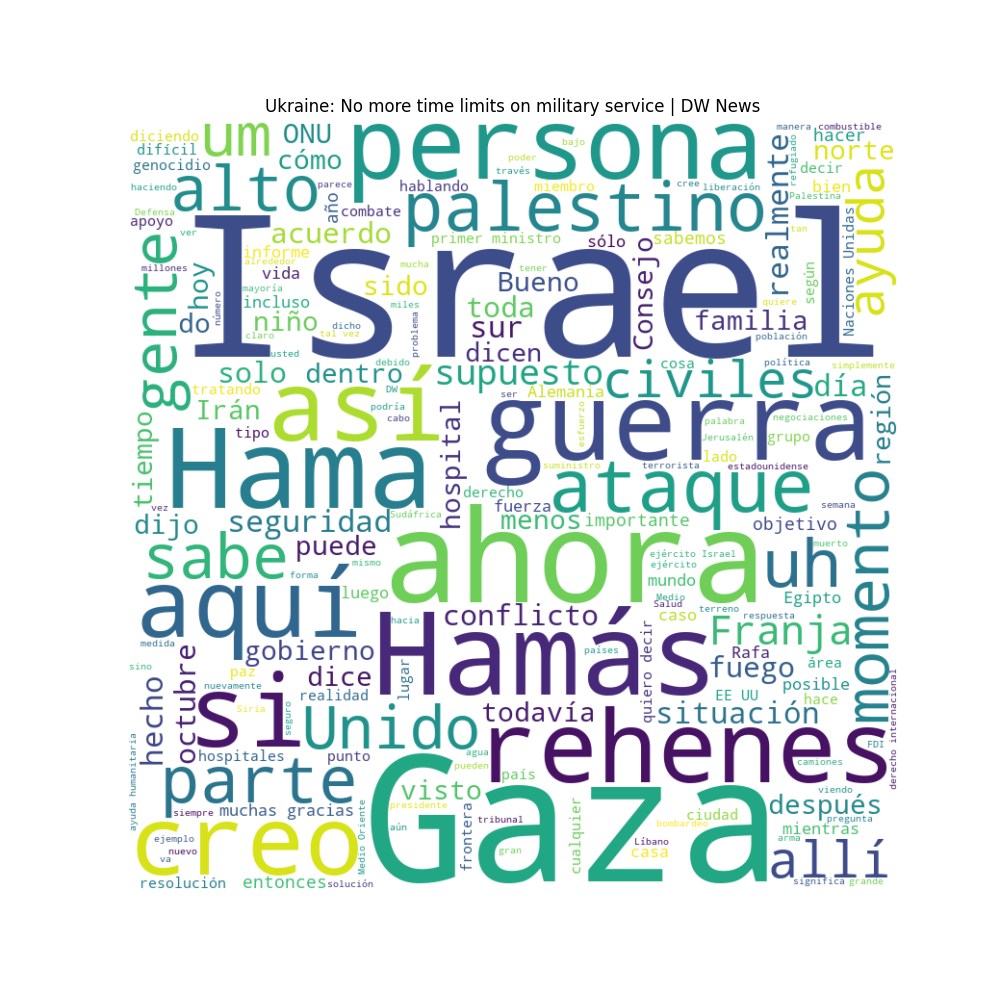 Ukraine: No more time limits on military service | DW News
diciendo
um
ONU
persona
bajo
manera
combustible
difícil
cómo
poder
refugiado
hacer
genocidio
través
norte
haciendo
alto
parece
hablando
miembro
cree
liberación
decir
bien
ayuda
Defensa
año
combate
palestino
realmente
Palestina
apoyo
acuerdo
primer ministro
sólo
sabemos
tan
ver
gente
hoy
Israel
informe
alrededor
mucha
tener
Consejo
según
Naciones Unidas
millones
vida
sido
Bueno
quiere
mayoría
incluso
miles
toda
familia
do
número
niño
dicho
problema
sur
población
claro
tal vez
dicen
usted
debido
supuesto
cosa
política
simplemente
solo
dentro
civiles
día
región
tratando
así
DW
ser
Alemania
guerra
Irán
podría
esfuerzo
palabra
negociaciones
tiempo
tipo
cabo
hospital
Jerusalén
grupo
Hama
lado
suministro
terrorista
estadounidense
ataque
derecho
vez
fuerza
semana
dijo
seguridad
Sudáfrica
menos
importante
objetivo
momento
sabe
puede
ahora
ejército Israel
muerto
mismo
ejército
uh
forma
mundo
aquí
luego
Medio
Egipto
hacia
conflicto
Salud
terreno
caso
respuesta
Franja
medida
gobierno
Hamás
países
quiero decir
Rafa
área
sino
octubre
paz
dice
lugar
fuego
posible
hecho
nuevamente
realidad
EE UU
hace
derecho internacional
si
Siria
seguro
Unido
todavía
situación
rehenes
FDI
hospitales
punto
agua
camiones
parte
pueden
país
visto
viendo
ayuda humanitaria
siempre
muchas gracias
presidente
después
creo
Medio Oriente
aún
frontera
tribunal
Gaza
cualquier
bombardeo
ciudad
pregunta
mientras
ejemplo
nuevo
Líbano
arma
va
gran
casa
allí
resolución
entonces
solución
significa
grande